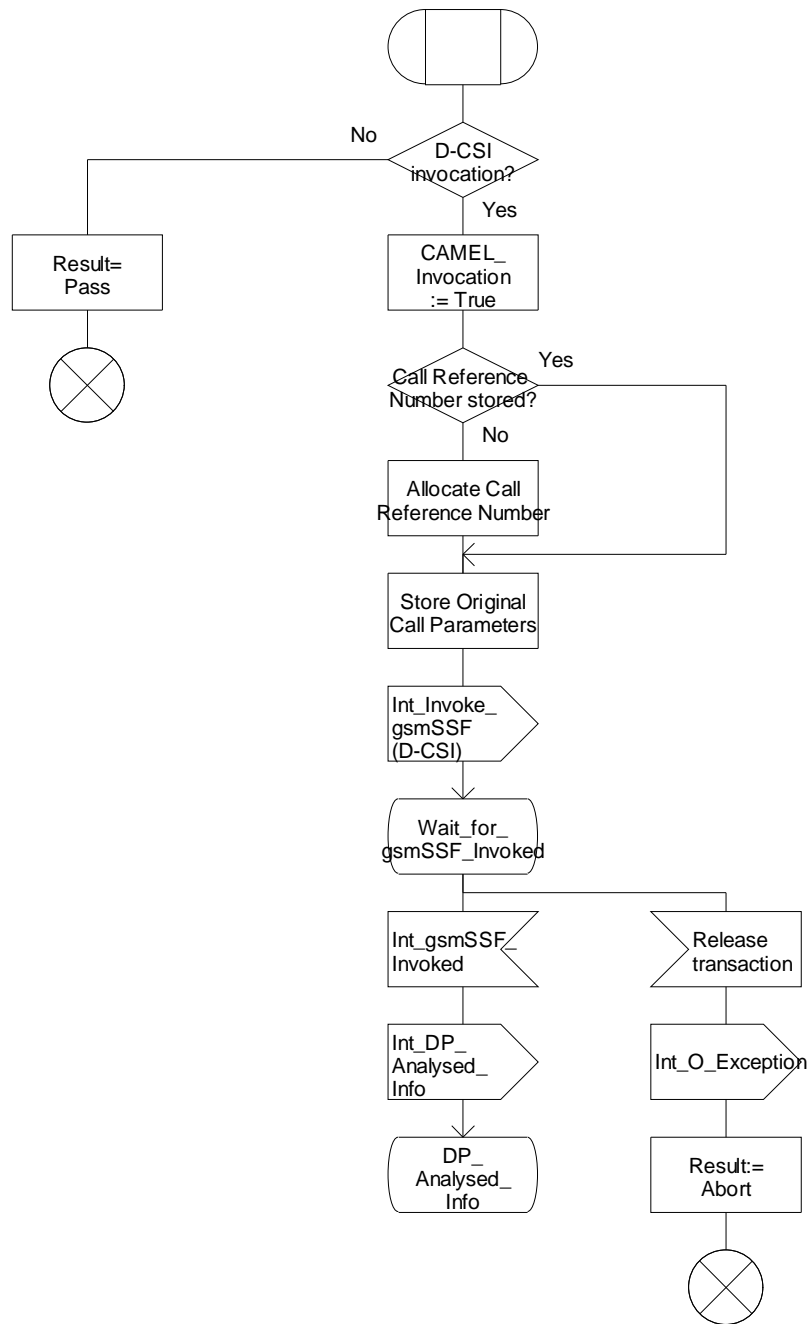 No
D-CSI
invocation?
Yes
Result=
Pass
CAMEL_
Invocation
:= True
Call Reference
Number stored?
Yes
No
Allocate Call
Reference Number
Store Original
Call Parameters
Int_Invoke_
gsmSSF
(D-CSI)
Wait_for_
gsmSSF_Invoked
Int_gsmSSF_
Invoked
Release
transaction
Int_DP_
Analysed_
Info
Int_O_Exception
DP_
Analysed_
Info
Result:=
Abort